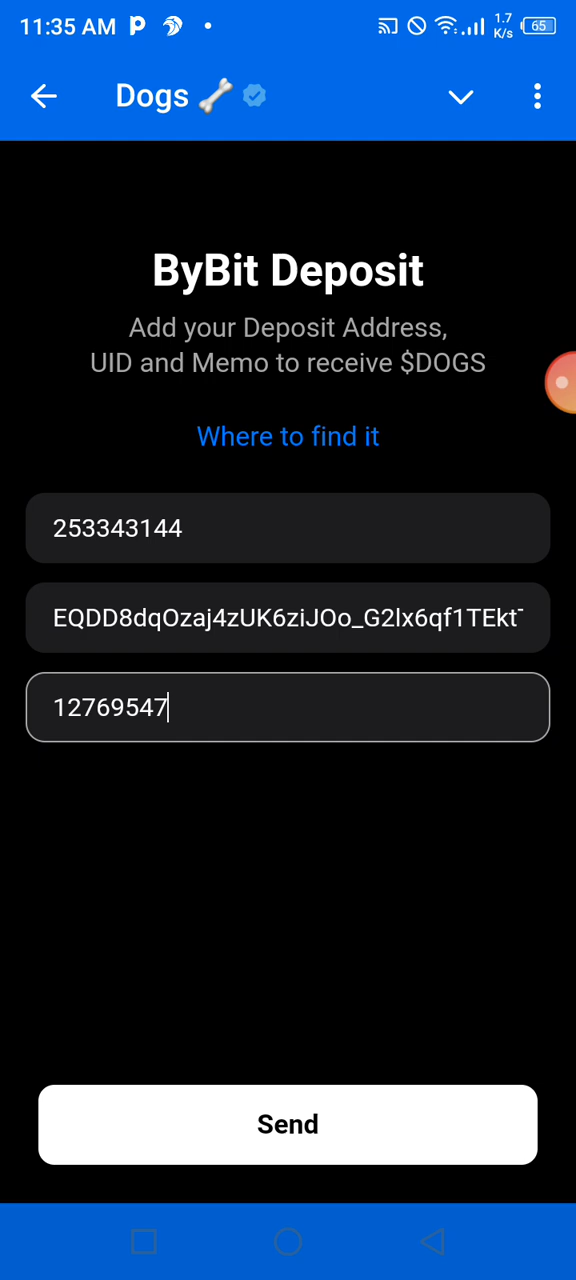 11:35 AM
1.7
K/s
65
Dogs
ByBit Deposit
Add your Deposit Address,
UID and Memo to receive $DOGS
Where to find it
253343144
EQDD8dqOzaj4zUK6ziJOo_G2lx6qf1TEkt
12769547
Send